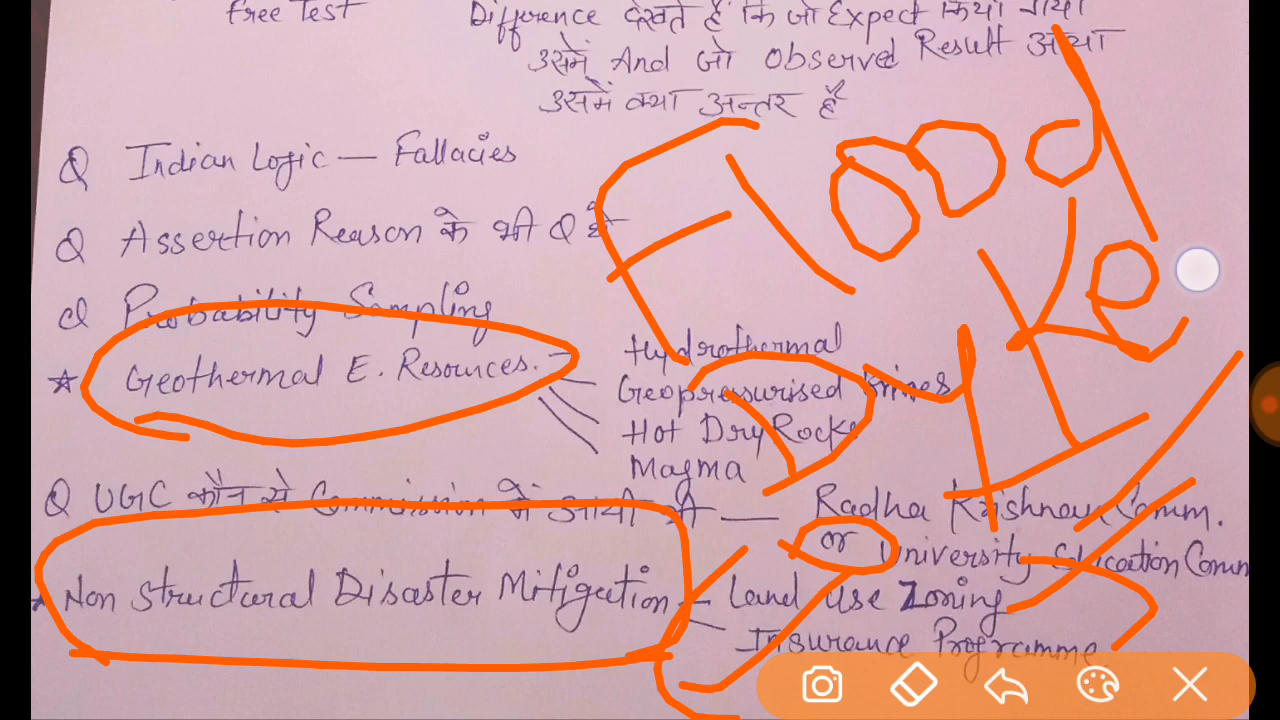 Free Test
Difference देखते हैं कि जो Expect किया गया
उसमें And जो Observed Result आया
उसमें क्या अन्तर है
Q Indian Logic — Fallacies
Q Assertion Reason के भी Q थे
Q Probability Sampling
☆ Geothermal E. Resources.
Hydrothermal
Geopressurised Brines
Hot Dry Rocks
Magma
Q UGC कौन से Commission में आयी थी — Radha Krishnan Comm.
or University Education Comm
☆ Non Structural Disaster Mitigation — Land Use Zoning
Insurance Programme
Flood
Dyke